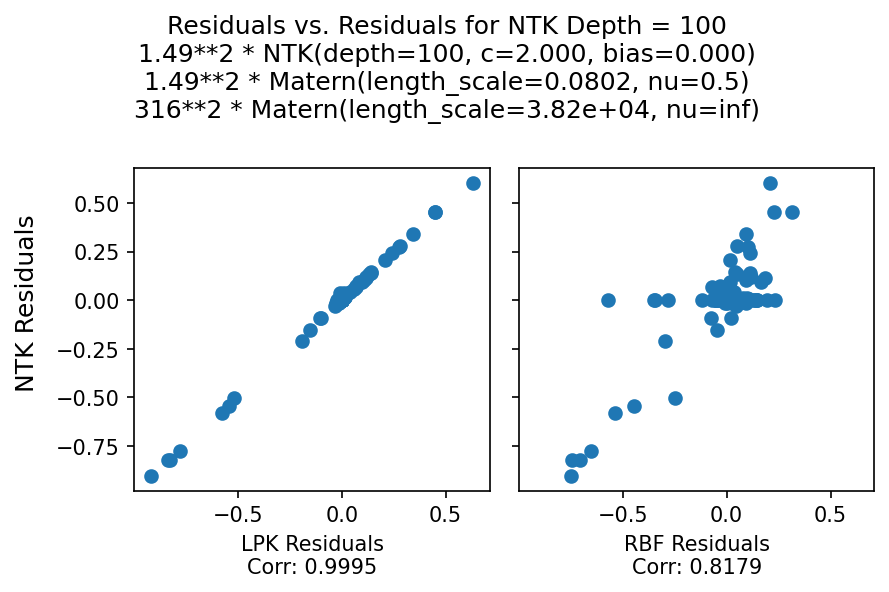 Residuals vs. Residuals for NTK Depth = 100
1.49**2 * NTK(depth=100, c=2.000, bias=0.000)
1.49**2 * Matern(length_scale=0.0802, nu=0.5)
316**2 * Matern(length_scale=3.82e+04, nu=inf)
NTK Residuals
0.50
0.25
0.00
−0.25
−0.50
−0.75
−0.5 0.0 0.5
LPK Residuals
Corr: 0.9995
−0.5 0.0 0.5
RBF Residuals
Corr: 0.8179